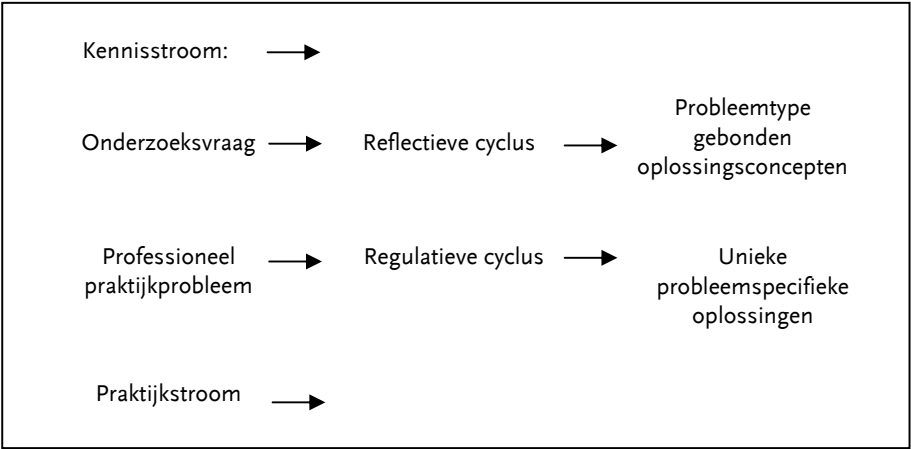 Kennisstroom:
Onderzoeksvraag
Reflectieve cyclus
Probleemtype
gebonden
oplossingsconcepten
Professioneel
praktijkprobleem
Regulatieve cyclus
Unieke
probleemspecifieke
oplossingen
Praktijkstroom